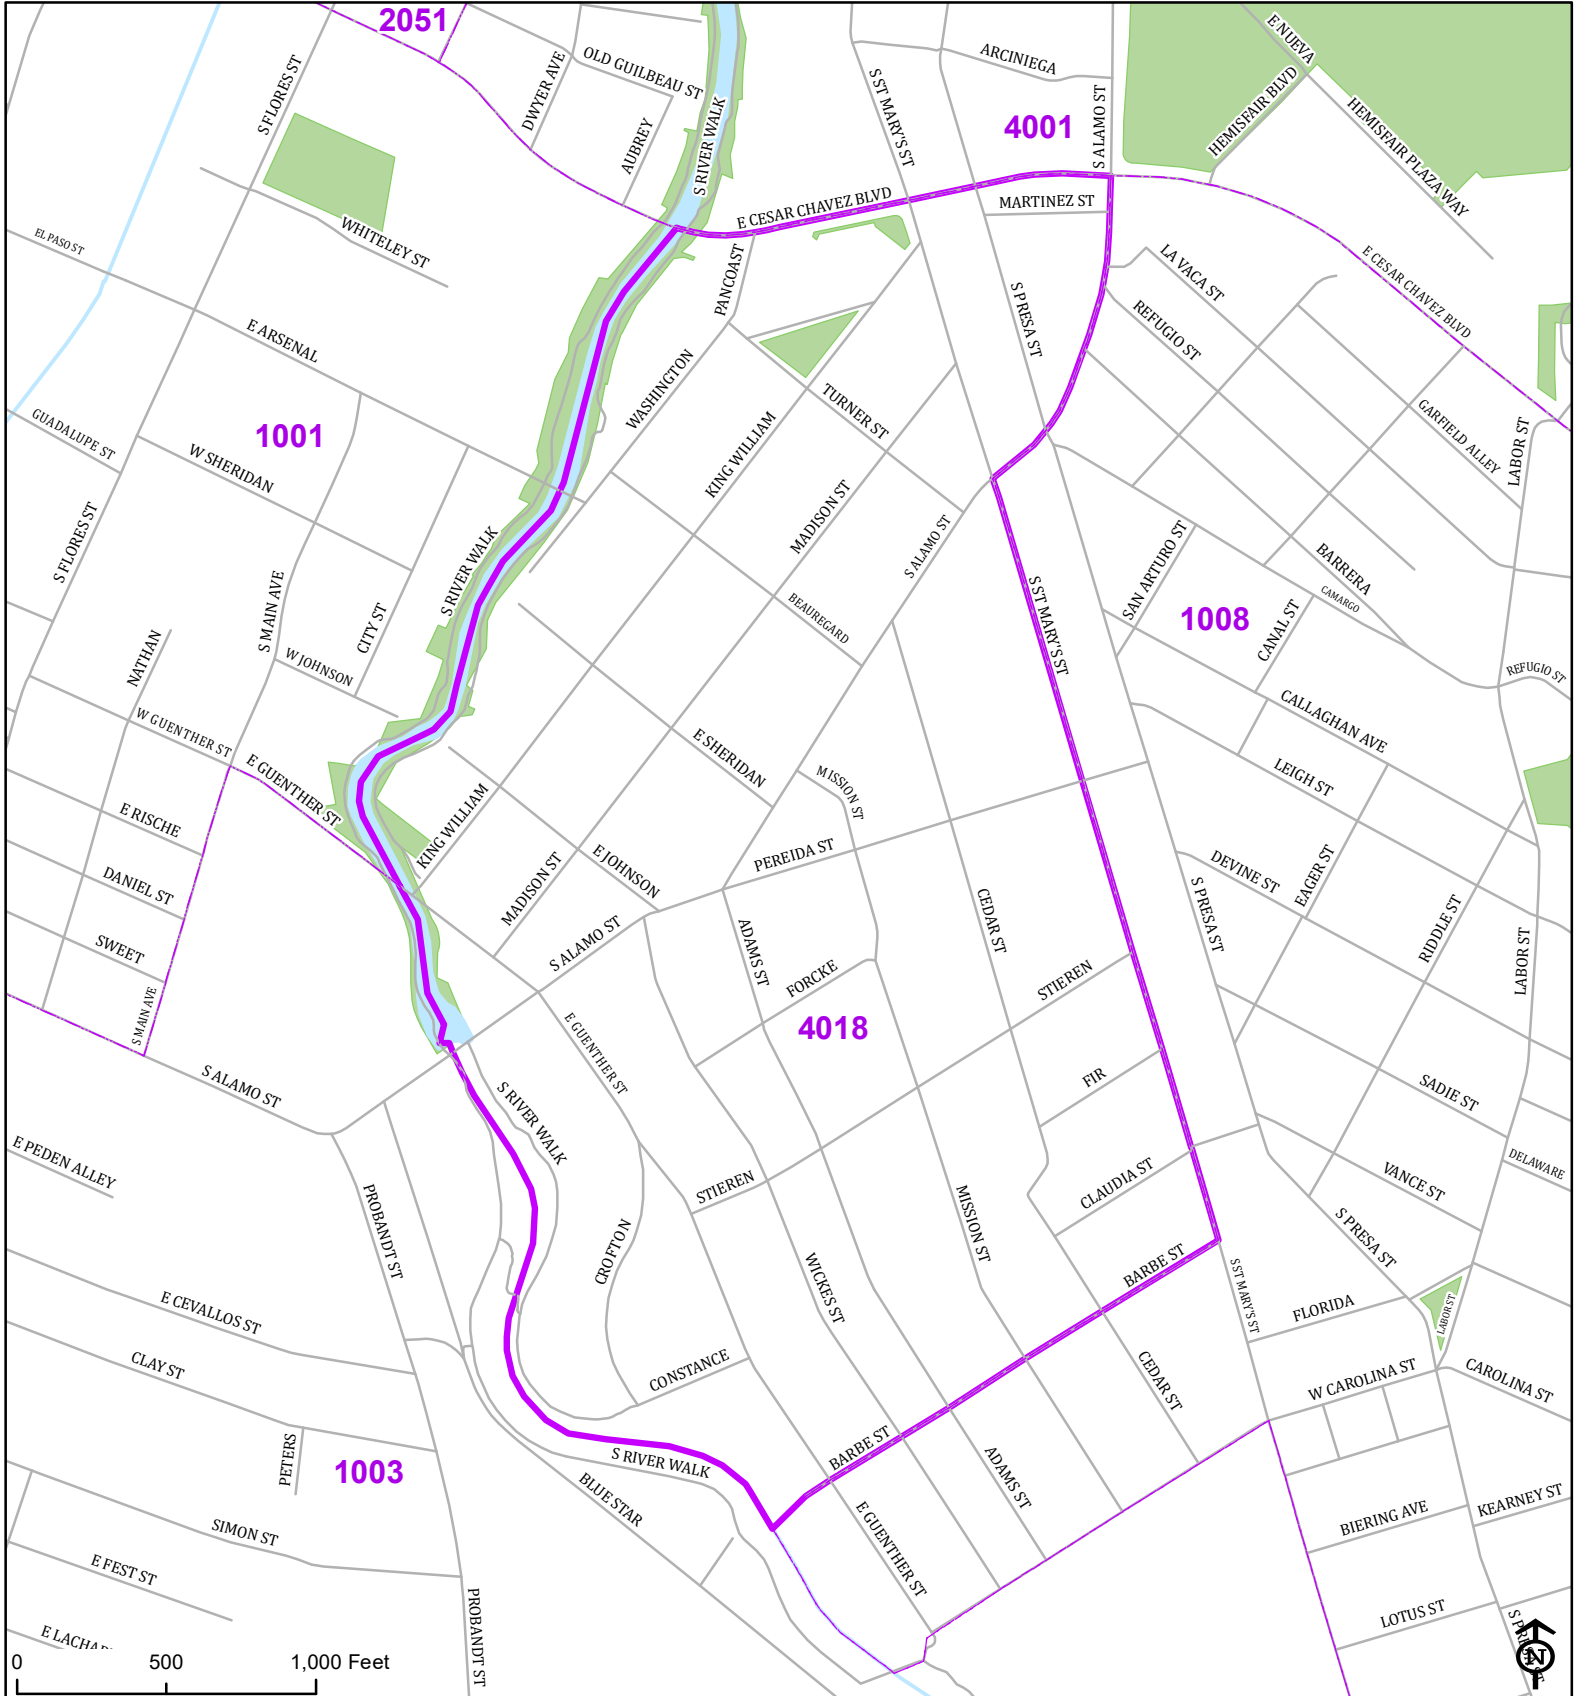 2051
S FLORES ST
DWYER AVE
OLD GUILBEAU ST
AUBREY
S RIVER WALK
S ST MARY'S ST
ARCINIEGA
4001
S ALAMO ST
E NUEVA
HEMISFAIR BLVD
HEMISFAIR PLAZA WAY
E CESAR CHAVEZ BLVD
MARTINEZ ST
EL PASO ST
WHITELEY ST
PANCOAST
LA VACA ST
E CESAR CHAVEZ BLVD
REFUGIO ST
S PRESA ST
E ARSENAL
WASHINGTON
TURNER ST
GUADALUPE ST
1001
W SHERIDAN
KING WILLIAM
GARFIELD ALLEY
LABOR ST
MADISON ST
S FLORES ST
S RIVER WALK
S ALAMO ST
SAN ARTURO ST
BARRERA
CAMARGO
S MAIN AVE
CITY ST
BEAUREGARD
S ST MARY'S ST
1008
CANAL ST
NATHAN
W JOHNSON
REFUGIO ST
W GUENTHER ST
E SHERIDAN
CALLAGHAN AVE
E GUENTHER ST
MISSION ST
LEIGH ST
E RISCHE
KING WILLIAM
E JOHNSON
PEREIDA ST
DANIEL ST
MADISON ST
DEVINE ST
EAGER ST
S PRESA ST
CEDAR ST
RIDDLE ST
SWEET
S ALAMO ST
ADAMS ST
FORCKE
STIEREN
LABOR ST
S MAIN AVE
4018
E GUENTHER ST
S ALAMO ST
S RIVER WALK
FIR
SADIE ST
E PEDEN ALLEY
STIEREN
CLAUDIA ST
VANCE ST
DELAWARE
PROBANDT ST
CROFTON
MISSION ST
S PRESA ST
WICKES ST
BARBE ST
S ST MARY'S ST
E CEVALLOS ST
FLORIDA
LABOR ST
CLAY ST
CONSTANCE
CEDAR ST
W CAROLINA ST
CAROLINA ST
PETERS
1003
S RIVER WALK
BARBE ST
ADAMS ST
BLUE STAR
E GUENTHER ST
KEARNEY ST
BIERING AVE
SIMON ST
E FEST ST
PROBANDT ST
LOTUS ST
S PRESA ST
E LACHAP
0 500 1,000 Feet
N